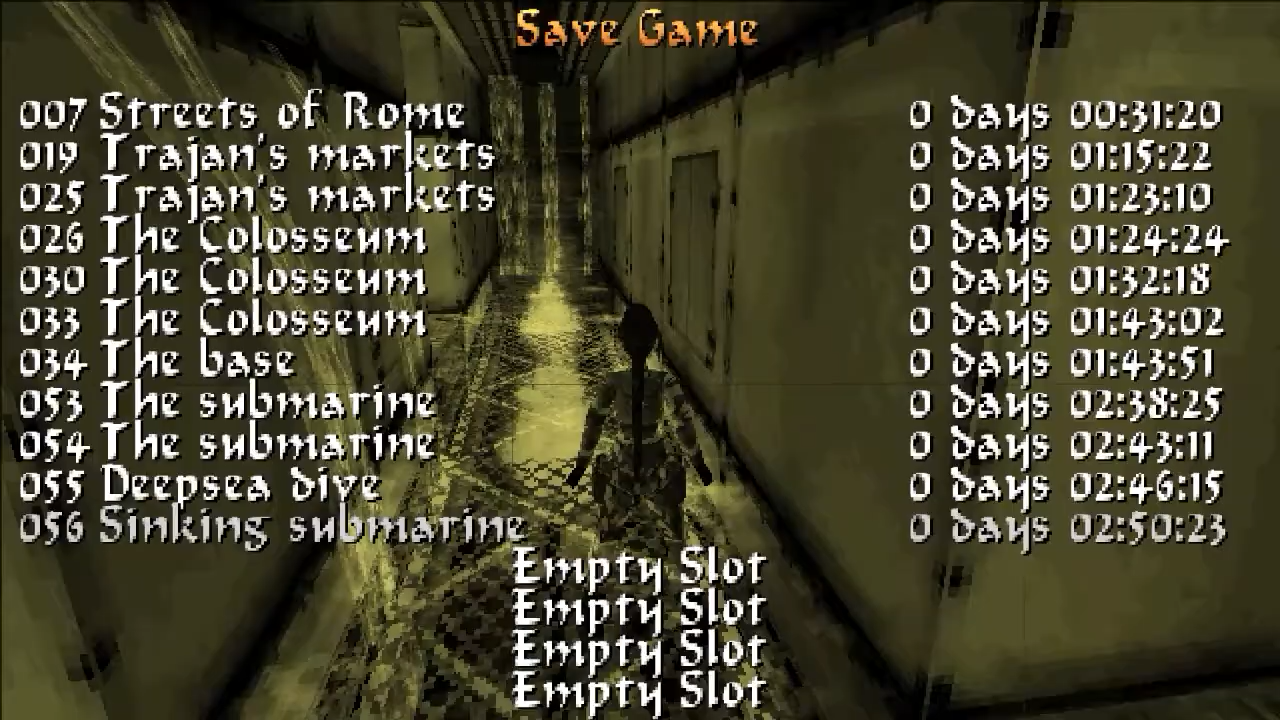 Save Game
007 Streets of Rome 0 days 00:31:20
019 Trajan's markets 0 days 01:15:22
025 Trajan's markets 0 days 01:23:10
026 The Colosseum 0 days 01:24:24
030 The Colosseum 0 days 01:32:18
033 The Colosseum 0 days 01:43:02
034 The base 0 days 01:43:51
053 The submarine 0 days 02:38:25
054 The submarine 0 days 02:43:11
055 Deepsea dive 0 days 02:46:15
056 Sinking submarine 0 days 02:50:23
Empty Slot
Empty Slot
Empty Slot
Empty Slot